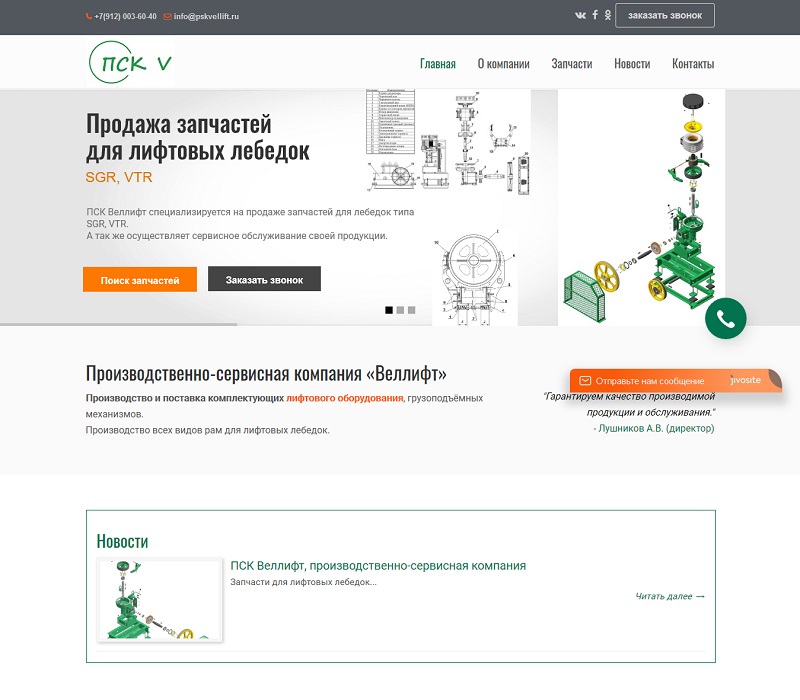 +7(912) 003-60-40 info@pskvellift.ru
заказать звонок
ПСК V
Главная О компании Запчасти Новости Контакты
Продажа запчастей
для лифтовых лебедок
SGR, VTR
ПСК Веллифт специализируется на продаже запчастей для лебедок типа
SGR, VTR.
А так же осуществляет сервисное обслуживание своей продукции.
Поиск запчастей Заказать звонок
Производственно-сервисная компания «Веллифт»
Отправьте нам сообщение jivosite
Производство и поставка комплектующих лифтового оборудования, грузоподъёмных
механизмов.
Производство всех видов рам для лифтовых лебедок.
"Гарантируем качество производимой
продукции и обслуживания."
- Лушников А.В. (директор)
Новости
ПСК Веллифт, производственно-сервисная компания
Запчасти для лифтовых лебедок...
Читать далее →